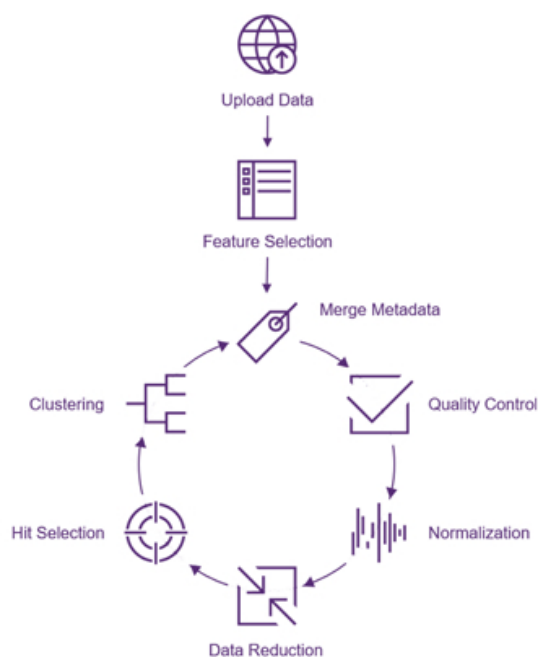 Upload Data
Feature Selection
Merge Metadata
Quality Control
Normalization
Data Reduction
Hit Selection
Clustering